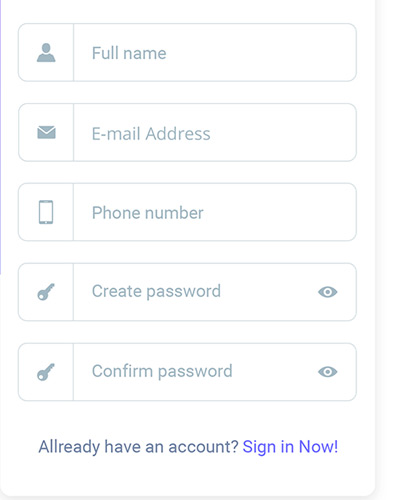 Full name
E-mail Address
Phone number
Create password
Confirm password
Allready have an account? Sign in Now!